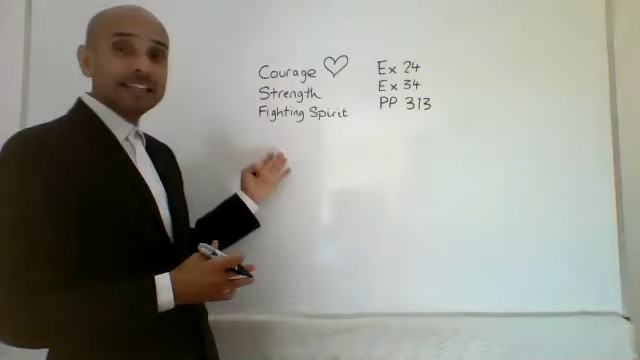 Courage ♡ Ex 24
Strength Ex 34
Fighting Spirit PP 313